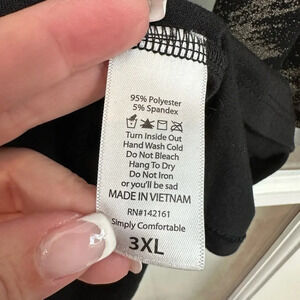 95% Polyester
5% Spandex
Turn Inside Out
Hand Wash Cold
Do Not Bleach
Hang To Dry
Do Not Iron
or you'll be sad
MADE IN VIETNAM
RN#142161
Simply Comfortable
3XL